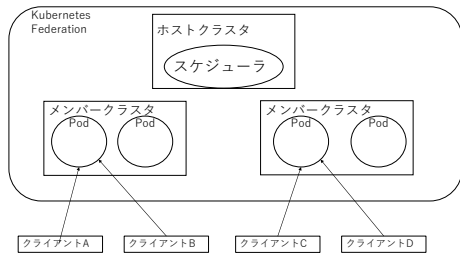 Kubernetes
Federation
ホストクラスタ
スケジューラ
メンバークラスタ
Pod
Pod
メンバークラスタ
Pod
Pod
クライアントA
クライアントB
クライアントC
クライアントD